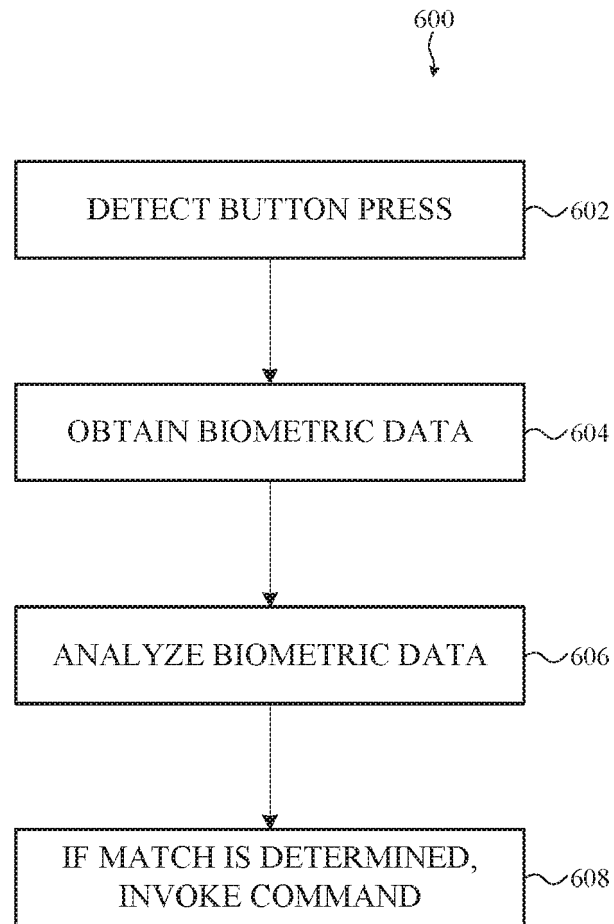 600
DETECT BUTTON PRESS
602
OBTAIN BIOMETRIC DATA
604
ANALYZE BIOMETRIC DATA
606
IF MATCH IS DETERMINED,
INVOKE COMMAND
608